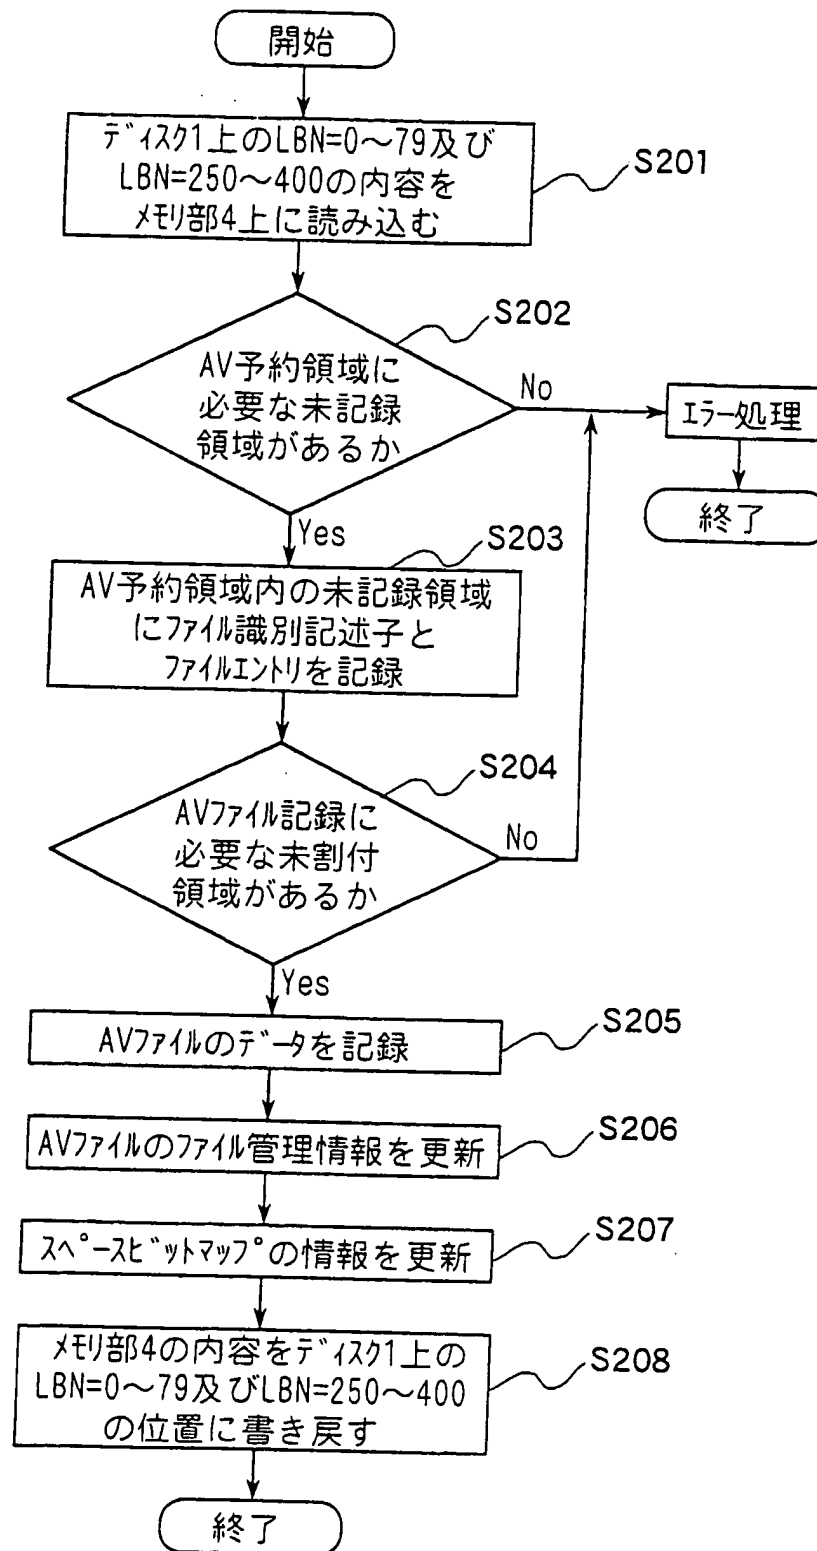 開始
ディスク1上のLBN=0〜79及び
LBN=250〜400の内容を
メモリ部4上に読み込む
S201
S202
AV予約領域に
必要な未記録
領域があるか
No
エラー処理
終了
Yes
S203
AV予約領域内の未記録領域
にファイル識別記述子と
ファイルエントリを記録
S204
AVファイル記録に
必要な未割付
領域があるか
No
Yes
AVファイルのデータを記録
S205
AVファイルのファイル管理情報を更新
S206
スペースビットマップの情報を更新
S207
メモリ部4の内容をディスク1上の
LBN=0〜79及びLBN=250〜400
の位置に書き戻す
S208
終了